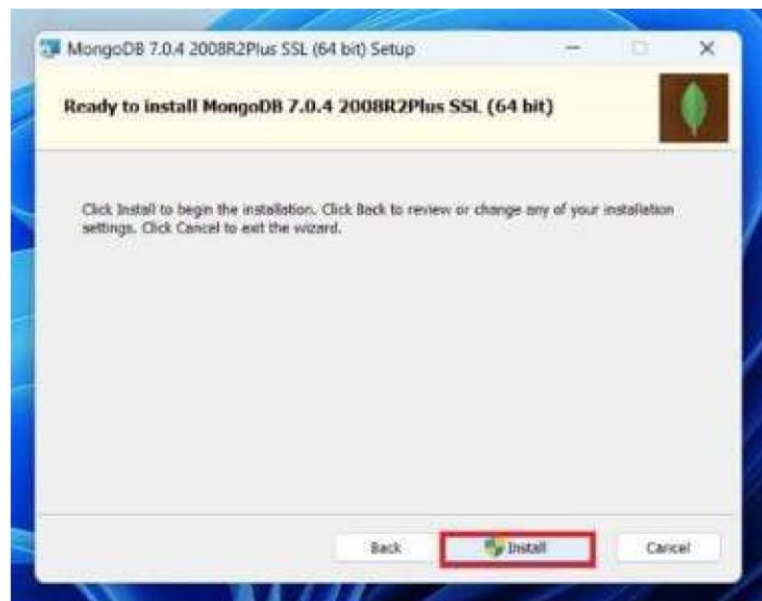 MongoDB 7.0.4 2008R2Plus SSL (64 bit) Setup
Ready to install MongoDB 7.0.4 2008R2Plus SSL (64 bit)
Click Install to begin the installation. Click Back to review or change any of your installation
settings. Click Cancel to exit the wizard.
Back
Install
Cancel